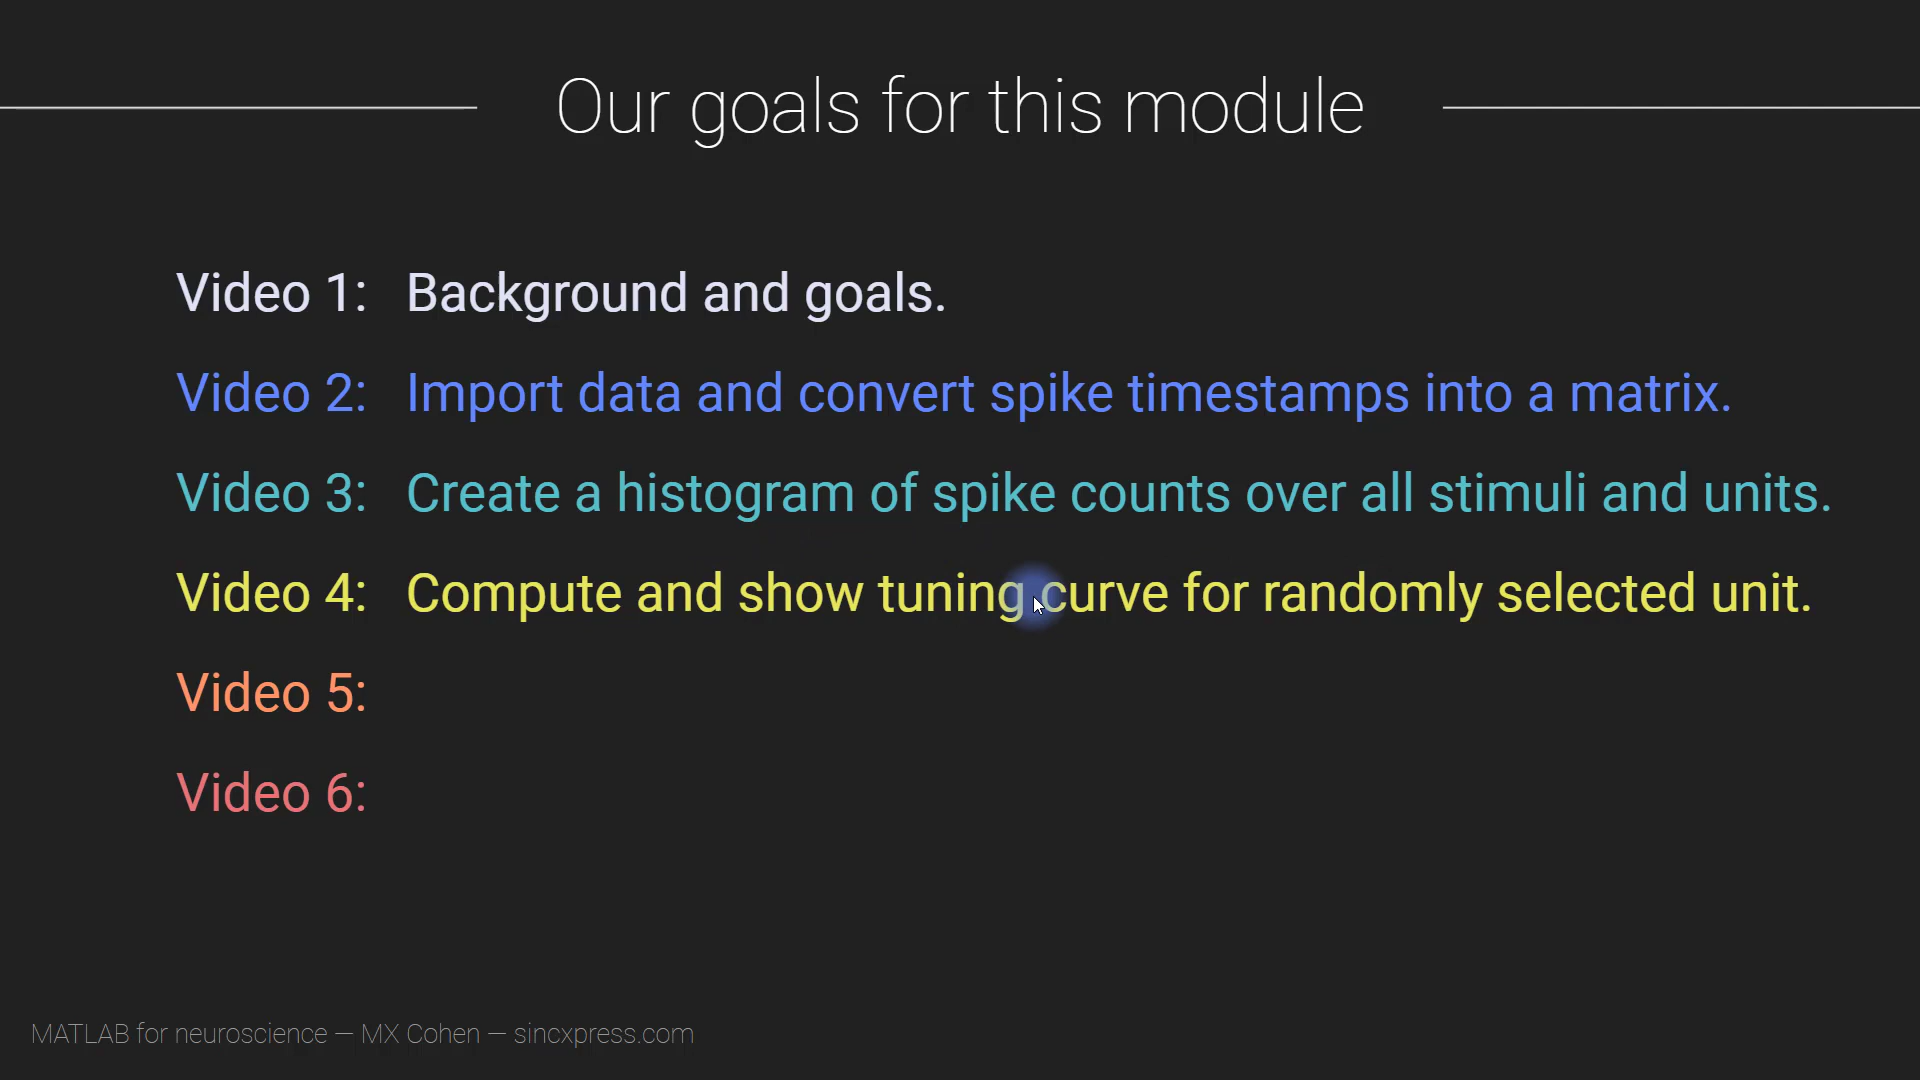 Our goals for this module
Video 1: Background and goals.
Video 2: Import data and convert spike timestamps into a matrix.
Video 3: Create a histogram of spike counts over all stimuli and units.
Video 4: Compute and show tuning curve for randomly selected unit.
Video 5:
Video 6:
MATLAB for neuroscience — MX Cohen — sincxpress.com